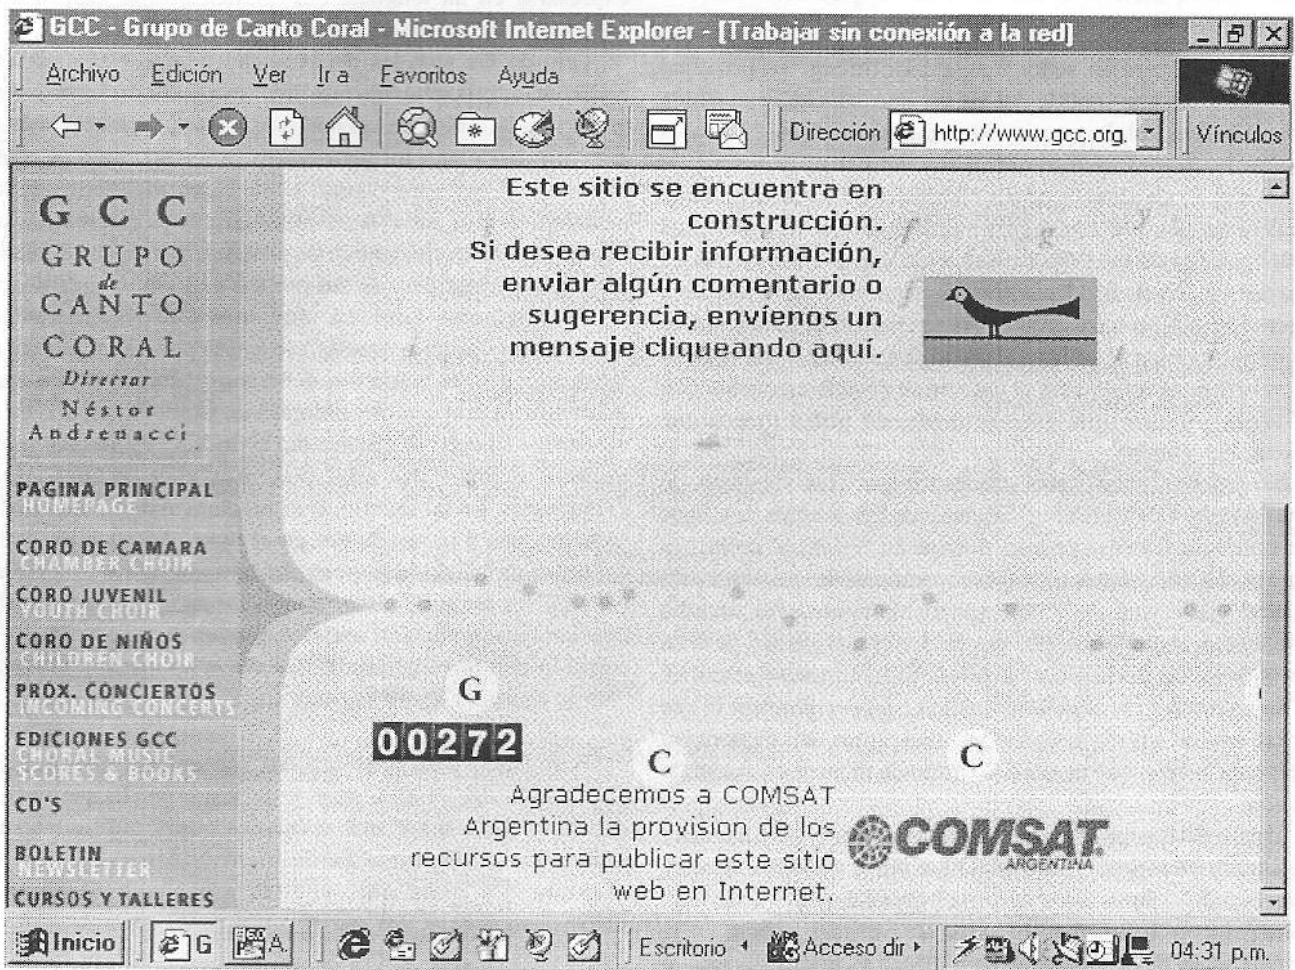 GCC - Grupo de Canto Coral - Microsoft Internet Explorer - [Trabajar sin conexión a la red]
Archivo Edición Ver Ir a Favoritos Ayuda
Dirección http://www.gcc.org. Vínculos
G C C
GRUPO
de
CANTO
CORAL
Director
Néstor
Andrenacci
PAGINA PRINCIPAL
HOMEPAGE
CORO DE CAMARA
CHAMBER CHOIR
CORO JUVENIL
YOUTH CHOIR
CORO DE NIÑOS
CHILDREN CHOIR
PROX. CONCIERTOS
INCOMING CONCERTS
EDICIONES GCC
CHORAL MUSIC
SCORES & BOOKS
CD'S
BOLETIN
NEWSLETTER
CURSOS Y TALLERES
Este sitio se encuentra en
construcción.
Si desea recibir información,
enviar algún comentario o
sugerencia, envíenos un
mensaje cliqueando aquí.
G
00272
C
C
Agradecemos a COMSAT
Argentina la provision de los
recursos para publicar este sitio
web en Internet.
COMSAT
ARGENTINA
Inicio G A. Escritorio Acceso dir 04:31 p.m.